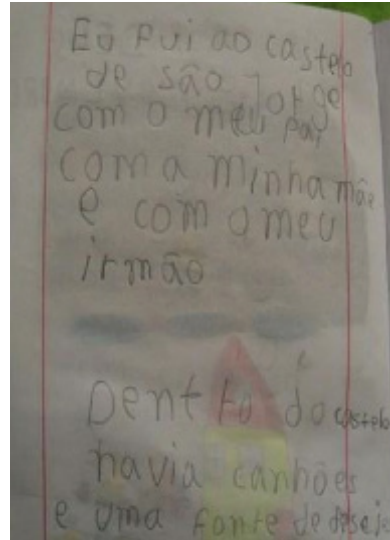 Eu fui ao castelo
de são Jorge
com o meu pai
com a minha mãe
e com o meu
irmão
Dentro do castelo
havia canhões
e uma fonte de desejo